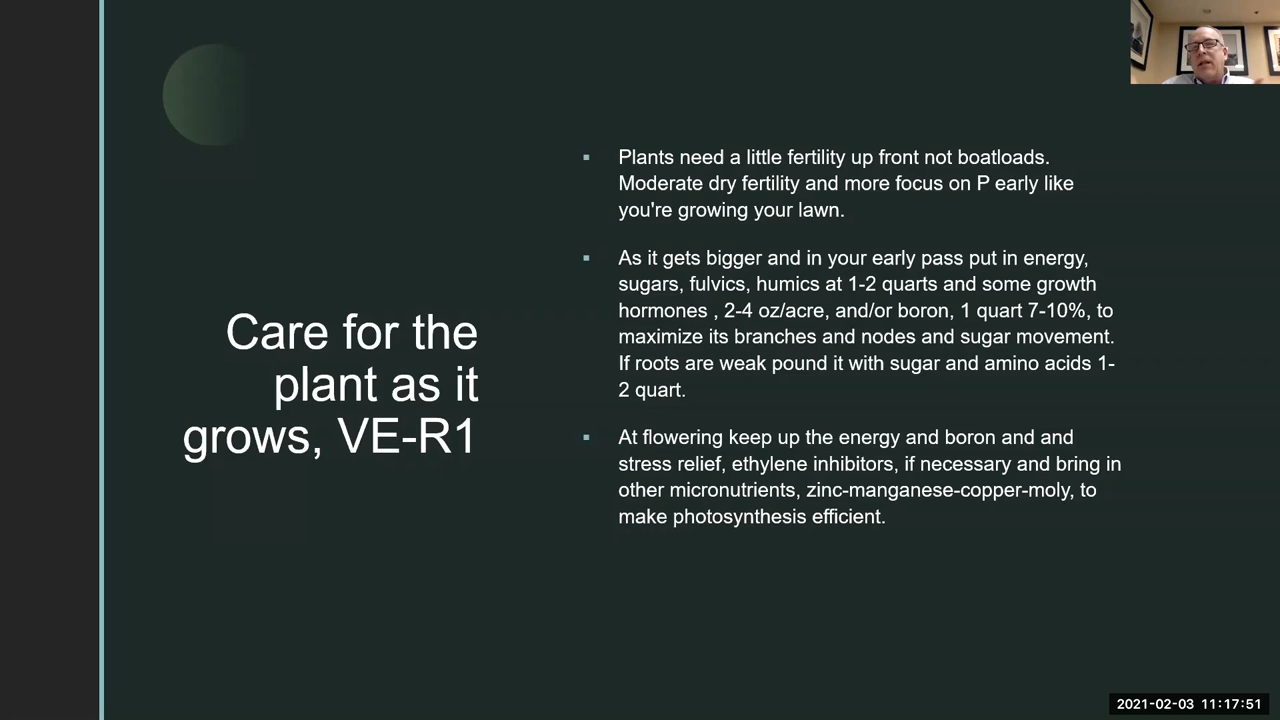 Care for the
plant as it
grows, VE-R1
Plants need a little fertility up front not boatloads.
Moderate dry fertility and more focus on P early like
you're growing your lawn.
As it gets bigger and in your early pass put in energy,
sugars, fulvics, humics at 1-2 quarts and some growth
hormones , 2-4 oz/acre, and/or boron, 1 quart 7-10%, to
maximize its branches and nodes and sugar movement.
If roots are weak pound it with sugar and amino acids 1-
2 quart.
At flowering keep up the energy and boron and and
stress relief, ethylene inhibitors, if necessary and bring in
other micronutrients, zinc-manganese-copper-moly, to
make photosynthesis efficient.
2021-02-03 11:17:51